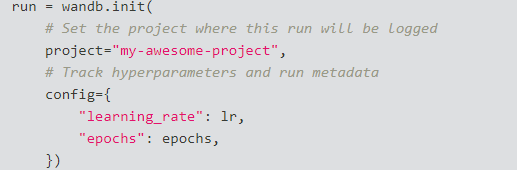 run = wandb.init(
    # Set the project where this run will be logged
    project="my-awesome-project",
    # Track hyperparameters and run metadata
    config={
        "learning_rate": lr,
        "epochs": epochs,
    })